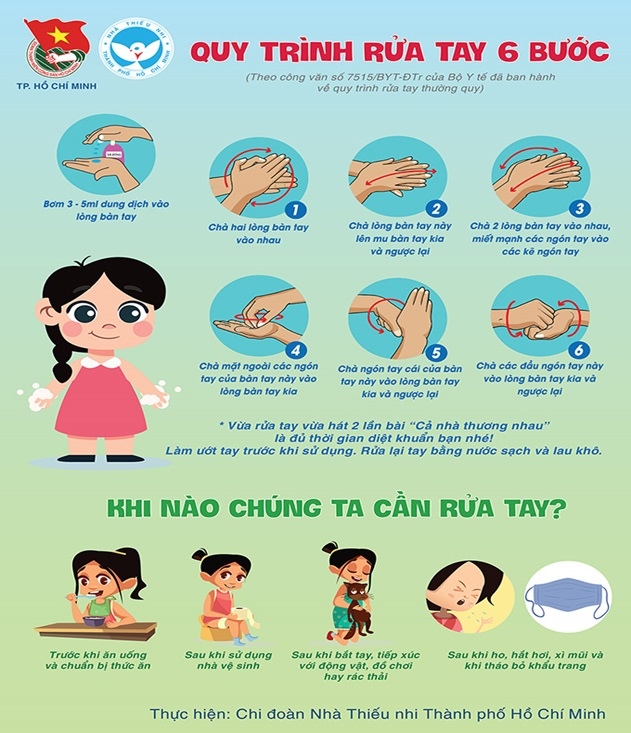 TP. HỒ CHÍ MINH
NHÀ THIẾU NHI
THÀNH PHỐ HỒ CHÍ MINH
QUY TRÌNH RỬA TAY 6 BƯỚC
(Theo công văn số 7515/BYT-ĐTr của Bộ Y tế đã ban hành
về quy trình rửa tay thường quy)
Bơm 3 - 5ml dung dịch vào
lòng bàn tay
1
Chà hai lòng bàn tay
vào nhau
2
Chà lòng bàn tay này
lên mu bàn tay kia
và ngược lại
3
Chà 2 lòng bàn tay vào nhau,
miết mạnh các ngón tay vào
các kẽ ngón tay
4
Chà mặt ngoài các ngón
tay của bàn tay này vào
lòng bàn tay kia
5
Chà ngón tay cái của bàn
tay này vào lòng bàn tay
kia và ngược lại
6
Chà các đầu ngón tay này
vào lòng bàn tay kia và
ngược lại
* Vừa rửa tay vừa hát 2 lần bài “Cả nhà thương nhau”
là đủ thời gian diệt khuẩn bạn nhé!
Làm ướt tay trước khi sử dụng. Rửa lại tay bằng nước sạch và lau khô.
KHI NÀO CHÚNG TA CẦN RỬA TAY?
Trước khi ăn uống
và chuẩn bị thức ăn
Sau khi sử dụng
nhà vệ sinh
Sau khi bắt tay, tiếp xúc
với động vật, đồ chơi
hay rác thải
Sau khi ho, hắt hơi, xì mũi và
khi tháo bỏ khẩu trang
Thực hiện: Chi đoàn Nhà Thiếu nhi Thành phố Hồ Chí Minh